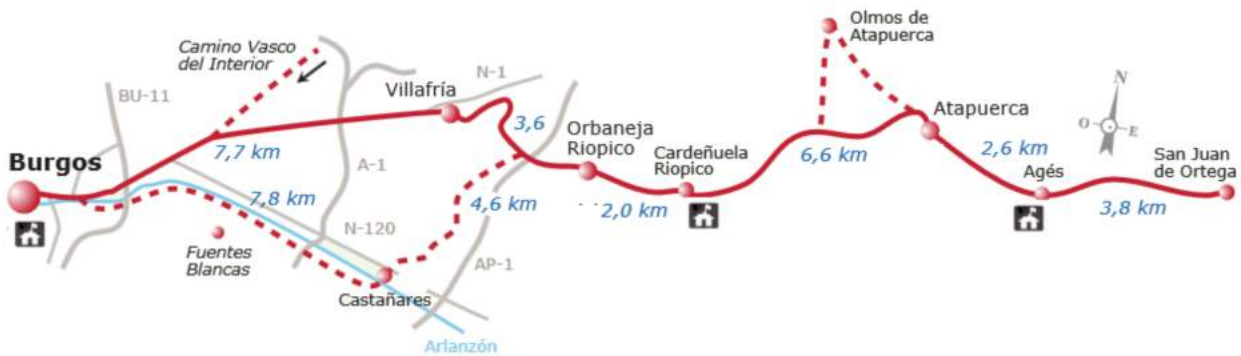 Olmos de
Atapuerca
Camino Vasco
del Interior
N-1
Villafría
BU-11
N
O
E
Atapuerca
3,6
Orbaneja
Riopico
7,7 km
Burgos
A-1
Cardeñuela
Riopico
6,6 km
2,6 km
Agés
San Juan
de Ortega
7,8 km
4,6 km
2,0 km
3,8 km
N-120
Fuentes
Blancas
AP-1
Castañares
Arlanzón